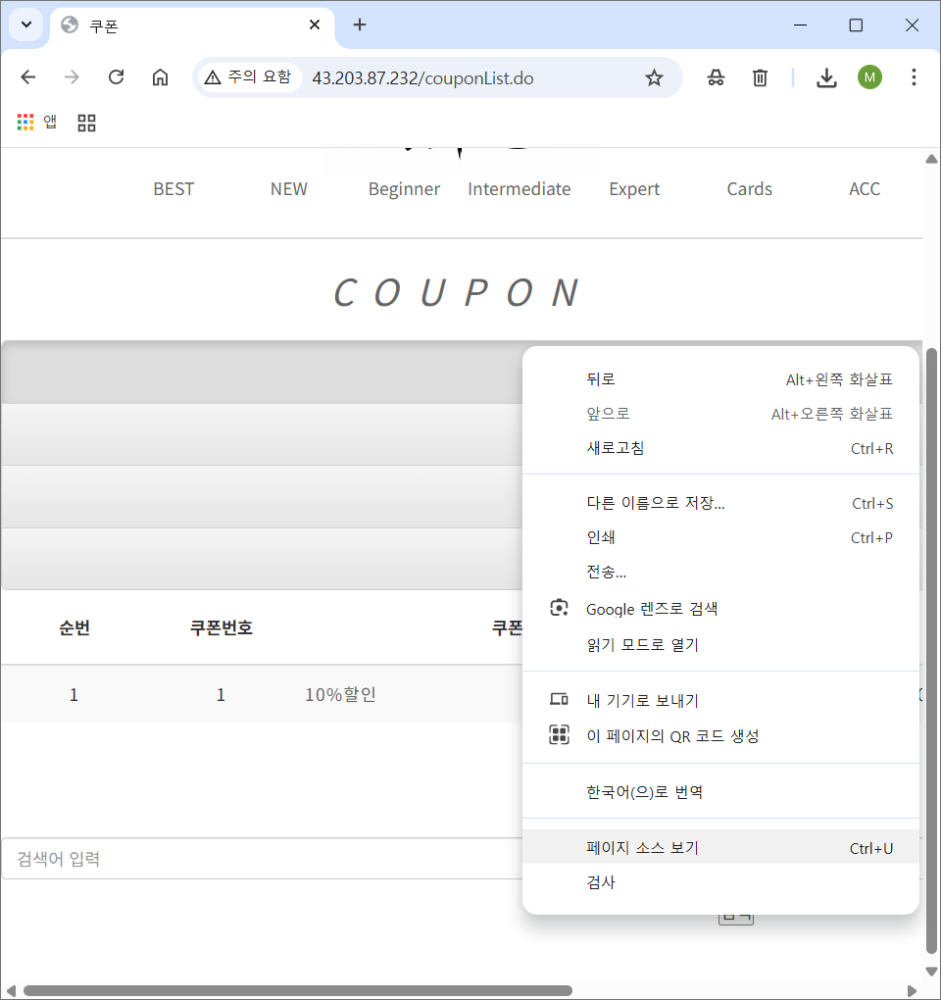 쿠폰
주의 요함 43.203.87.232/couponList.do
M
앱
BEST NEW Beginner Intermediate Expert Cards ACC
COUPON
뒤로 Alt+왼쪽 화살표
앞으로 Alt+오른쪽 화살표
새로고침 Ctrl+R
다른 이름으로 저장... Ctrl+S
인쇄 Ctrl+P
전송...
Google 렌즈로 검색
읽기 모드로 열기
내 기기로 보내기
이 페이지의 QR 코드 생성
한국어(으)로 번역
페이지 소스 보기 Ctrl+U
검사
순번 쿠폰번호 쿠폰
1 1 10%할인
검색어 입력